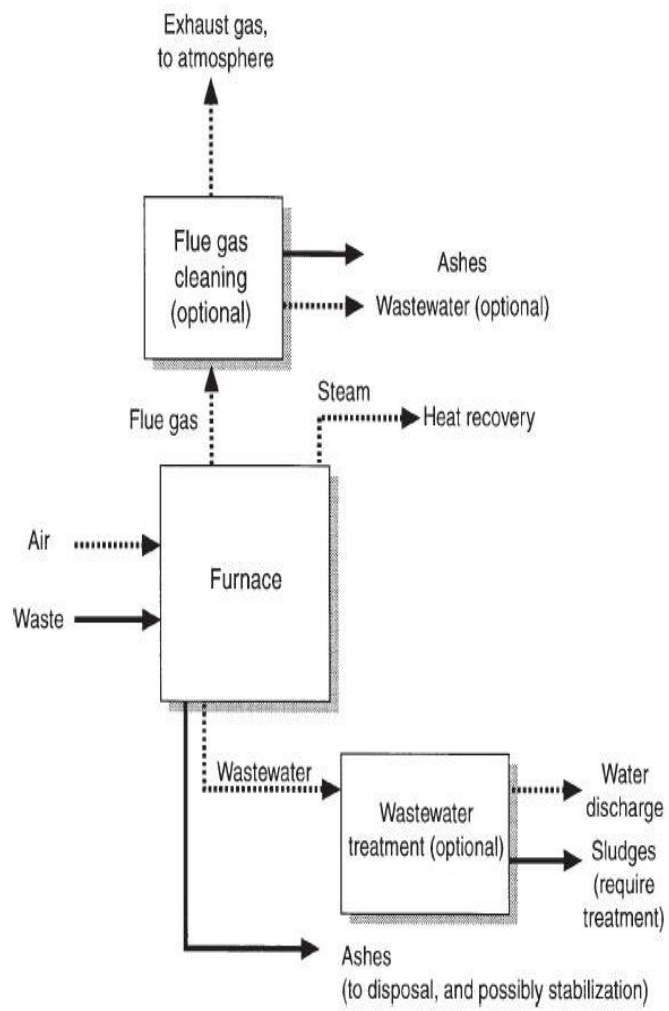 Exhaust gas,
to atmosphere
Flue gas
cleaning
(optional)
Ashes
Wastewater (optional)
Steam
Flue gas
Heat recovery
Air
Furnace
Waste
Wastewater
Wastewater
treatment (optional)
Water
discharge
Sludges
(require
treatment)
Ashes
(to disposal, and possibly stabilization)